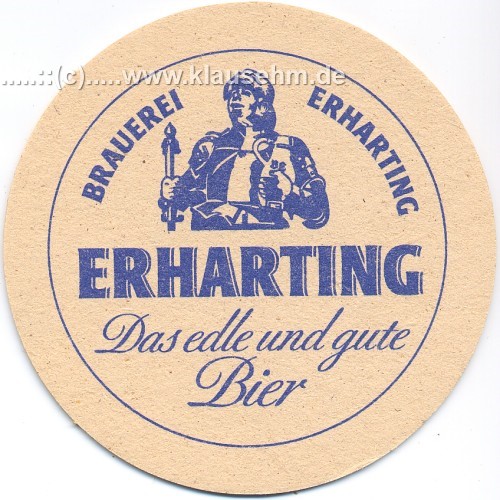 .....::(c).....www.klausehm.de
BRAUEREI ERHARTING
ERHARTING
Das edle und gute
Bier